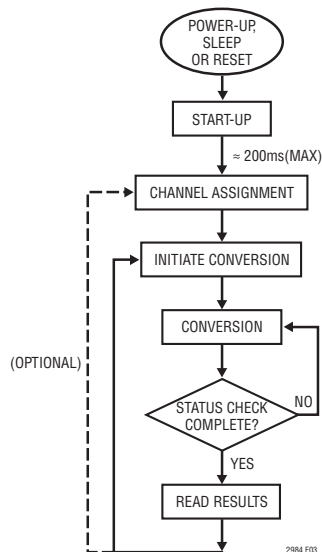 POWER-UP,
SLEEP
OR RESET
START-UP
≈ 200ms(MAX)
CHANNEL ASSIGNMENT
INITIATE CONVERSION
CONVERSION
(OPTIONAL)
STATUS CHECK
COMPLETE?
NO
YES
READ RESULTS
2984 F03